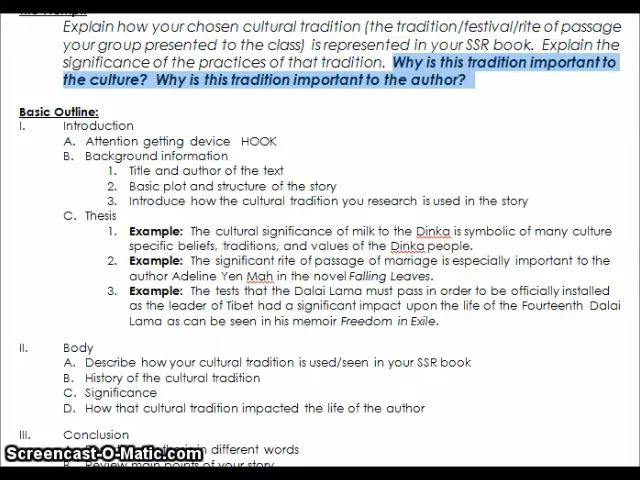 Explain how your chosen cultural tradition (the tradition/festival/rite of passage
your group presented to the class) is represented in your SSR book. Explain the
significance of the practices of that tradition. Why is this tradition important to
the culture? Why is this tradition important to the author?
Basic Outline:
I. Introduction
A. Attention getting device HOOK
B. Background information
1. Title and author of the text
2. Basic plot and structure of the story
3. Introduce how the cultural tradition you research is used in the story
C. Thesis
1. Example: The cultural significance of milk to the Dinka is symbolic of many culture
specific beliefs, traditions, and values of the Dinka people.
2. Example: The significant rite of passage of marriage is especially important to the
author Adeline Yen Mah in the novel Falling Leaves.
3. Example: The tests that the Dalai Lama must pass in order to be officially installed
as the leader of Tibet had a significant impact upon the life of the Fourteenth Dalai
Lama as can be seen in his memoir Freedom in Exile.
II. Body
A. Describe how your cultural tradition is used/seen in your SSR book
B. History of the cultural tradition
C. Significance
D. How that cultural tradition impacted the life of the author
III. Conclusion
in different words
Screencast-O-Matic.com
B. Review main points of your story